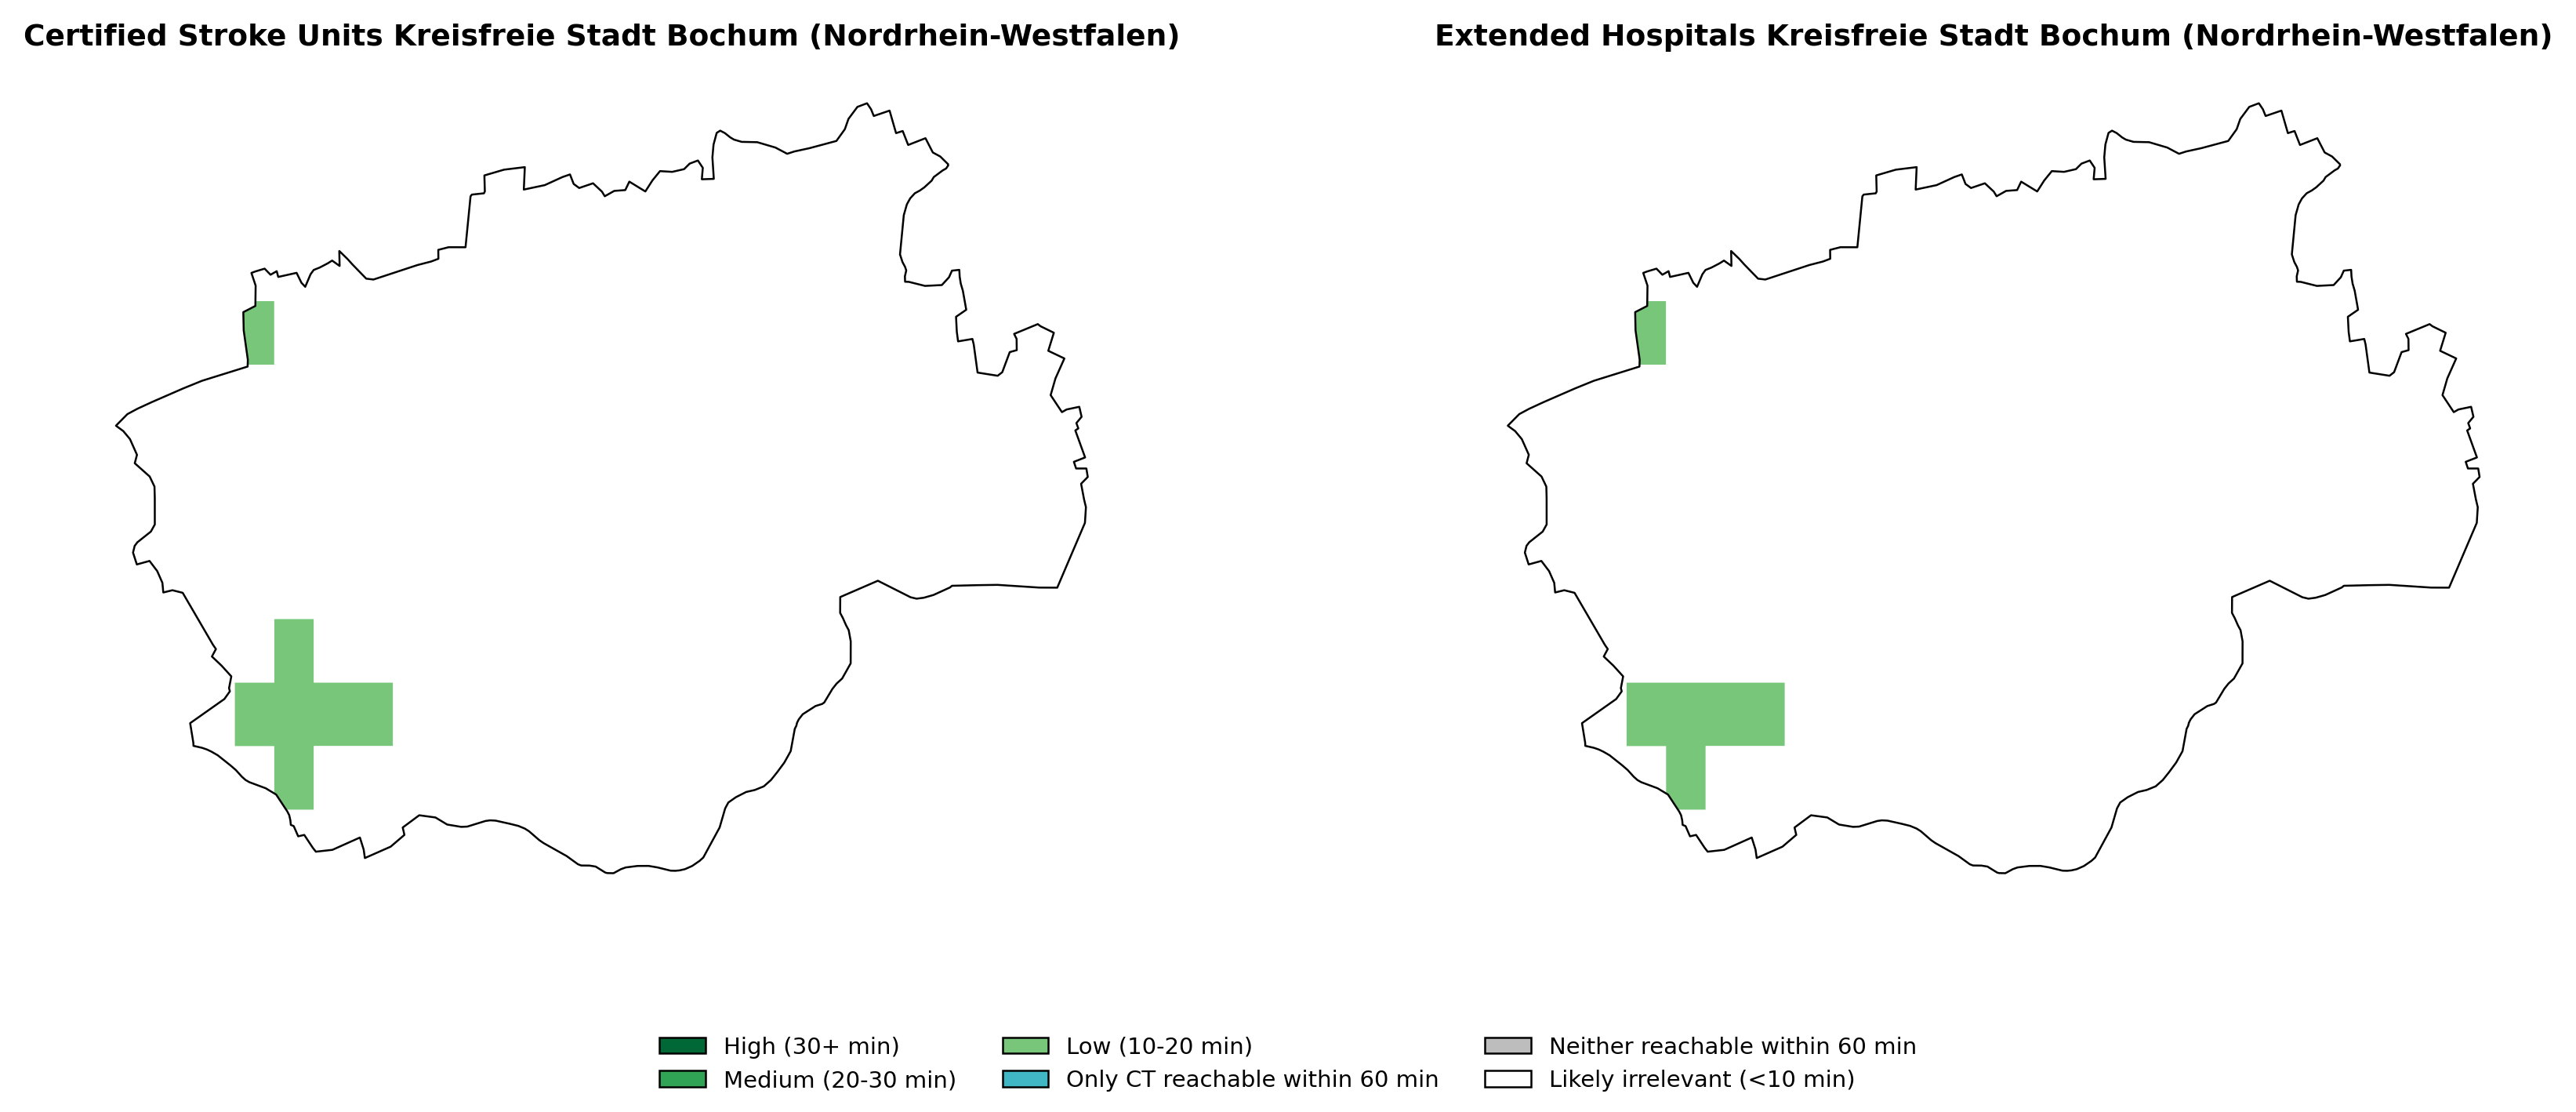 Certified Stroke Units Kreisfreie Stadt Bochum (Nordrhein-Westfalen)
Extended Hospitals Kreisfreie Stadt Bochum (Nordrhein-Westfalen)
High (30+ min)
Medium (20-30 min)
Low (10-20 min)
Only CT reachable within 60 min
Neither reachable within 60 min
Likely irrelevant (<10 min)